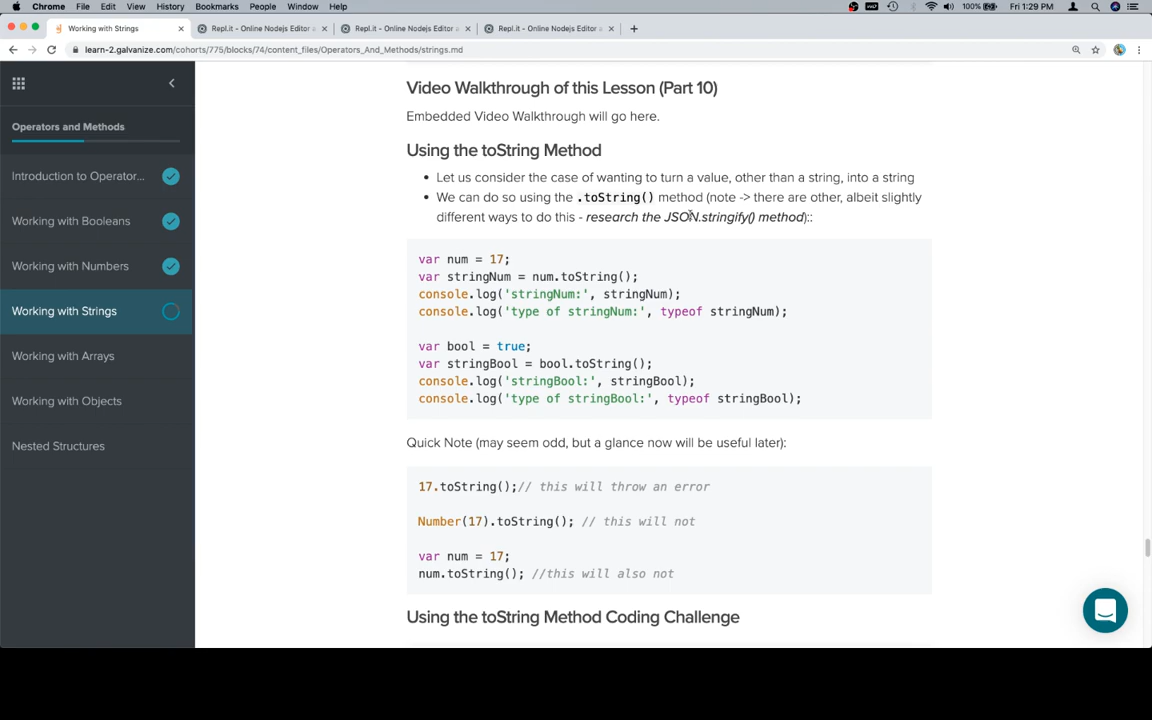 Chrome File Edit View History Bookmarks People Window Help
100% Fri 1:29 PM
Working with Strings
Repl.it - Online Nodejs Editor a
Repl.it - Online Nodejs Editor a
Repl.it - Online Nodejs Editor a
learn-2.galvanize.com/cohorts/775/blocks/74/content_files/Operators_And_Methods/strings.md
Operators and Methods
Introduction to Operator...
Working with Booleans
Working with Numbers
Working with Strings
Working with Arrays
Working with Objects
Nested Structures
Video Walkthrough of this Lesson (Part 10)
Embedded Video Walkthrough will go here.
Using the toString Method
Let us consider the case of wanting to turn a value, other than a string, into a string
We can do so using the .toString() method (note -> there are other, albeit slightly
different ways to do this - research the JSON.stringify() method)::
var num = 17;
var stringNum = num.toString();
console.log('stringNum:', stringNum);
console.log('type of stringNum:', typeof stringNum);
var bool = true;
var stringBool = bool.toString();
console.log('stringBool:', stringBool);
console.log('type of stringBool:', typeof stringBool);
Quick Note (may seem odd, but a glance now will be useful later):
17.toString();// this will throw an error
Number(17).toString(); // this will not
var num = 17;
num.toString(); //this will also not
Using the toString Method Coding Challenge